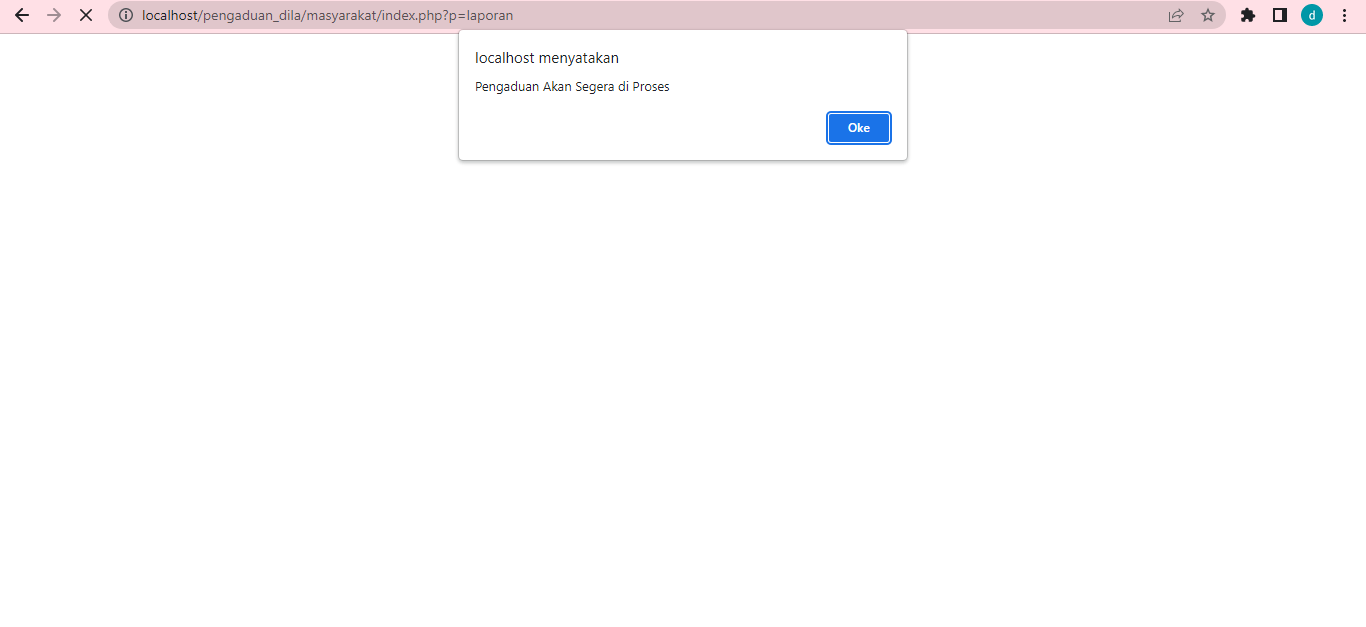 localhost/pengaduan_dila/masyarakat/index.php?p=laporan
d
localhost menyatakan
Pengaduan Akan Segera di Proses
Oke